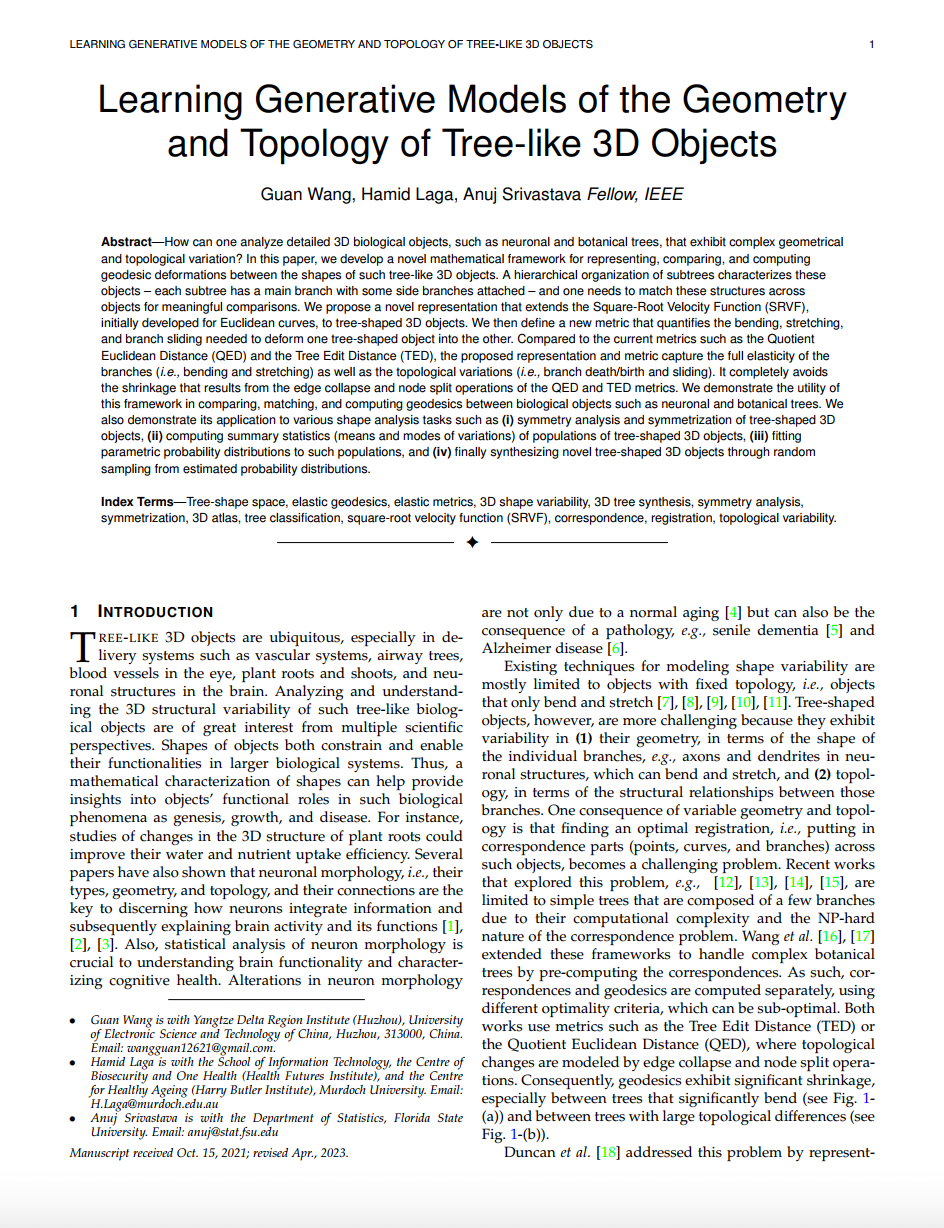 LEARNING GENERATIVE MODELS OF THE GEOMETRY AND TOPOLOGY OF TREE-LIKE 3D OBJECTS 1
Learning Generative Models of the Geometry
and Topology of Tree-like 3D Objects
Guan Wang, Hamid Laga, Anuj Srivastava Fellow, IEEE
Abstract—How can one analyze detailed 3D biological objects, such as neuronal and botanical trees, that exhibit complex geometrical
and topological variation? In this paper, we develop a novel mathematical framework for representing, comparing, and computing
geodesic deformations between the shapes of such tree-like 3D objects. A hierarchical organization of subtrees characterizes these
objects – each subtree has a main branch with some side branches attached – and one needs to match these structures across
objects for meaningful comparisons. We propose a novel representation that extends the Square-Root Velocity Function (SRVF),
initially developed for Euclidean curves, to tree-shaped 3D objects. We then define a new metric that quantifies the bending, stretching,
and branch sliding needed to deform one tree-shaped object into the other. Compared to the current metrics such as the Quotient
Euclidean Distance (QED) and the Tree Edit Distance (TED), the proposed representation and metric capture the full elasticity of the
branches (i.e., bending and stretching) as well as the topological variations (i.e., branch death/birth and sliding). It completely avoids
the shrinkage that results from the edge collapse and node split operations of the QED and TED metrics. We demonstrate the utility of
this framework in comparing, matching, and computing geodesics between biological objects such as neuronal and botanical trees. We
also demonstrate its application to various shape analysis tasks such as (i) symmetry analysis and symmetrization of tree-shaped 3D
objects, (ii) computing summary statistics (means and modes of variations) of populations of tree-shaped 3D objects, (iii) fitting
parametric probability distributions to such populations, and (iv) finally synthesizing novel tree-shaped 3D objects through random
sampling from estimated probability distributions.
Index Terms—Tree-shape space, elastic geodesics, elastic metrics, 3D shape variability, 3D tree synthesis, symmetry analysis,
symmetrization, 3D atlas, tree classification, square-root velocity function (SRVF), correspondence, registration, topological variability.
1 INTRODUCTION
TREE-LIKE 3D objects are ubiquitous, especially in de-
livery systems such as vascular systems, airway trees,
blood vessels in the eye, plant roots and shoots, and neu-
ronal structures in the brain. Analyzing and understand-
ing the 3D structural variability of such tree-like biolog-
ical objects are of great interest from multiple scientific
perspectives. Shapes of objects both constrain and enable
their functionalities in larger biological systems. Thus, a
mathematical characterization of shapes can help provide
insights into objects' functional roles in such biological
phenomena as genesis, growth, and disease. For instance,
studies of changes in the 3D structure of plant roots could
improve their water and nutrient uptake efficiency. Several
papers have also shown that neuronal morphology, i.e., their
types, geometry, and topology, and their connections are the
key to discerning how neurons integrate information and
subsequently explaining brain activity and its functions [1],
[2], [3]. Also, statistical analysis of neuron morphology is
crucial to understanding brain functionality and character-
izing cognitive health. Alterations in neuron morphology
• Guan Wang is with Yangtze Delta Region Institute (Huzhou), University
of Electronic Science and Technology of China, Huzhou, 313000, China.
Email: wangguan12621@gmail.com.
• Hamid Laga is with the School of Information Technology, the Centre of
Biosecurity and One Health (Health Futures Institute), and the Centre
for Healthy Ageing (Harry Butler Institute), Murdoch University. Email:
H.Laga@murdoch.edu.au
• Anuj Srivastava is with the Department of Statistics, Florida State
University. Email: anuj@stat.fsu.edu
Manuscript received Oct. 15, 2021; revised Apr., 2023.
are not only due to a normal aging [4] but can also be the
consequence of a pathology, e.g., senile dementia [5] and
Alzheimer disease [6].
Existing techniques for modeling shape variability are
mostly limited to objects with fixed topology, i.e., objects
that only bend and stretch [7], [8], [9], [10], [11]. Tree-shaped
objects, however, are more challenging because they exhibit
variability in (1) their geometry, in terms of the shape of
the individual branches, e.g., axons and dendrites in neu-
ronal structures, which can bend and stretch, and (2) topol-
ogy, in terms of the structural relationships between those
branches. One consequence of variable geometry and topol-
ogy is that finding an optimal registration, i.e., putting in
correspondence parts (points, curves, and branches) across
such objects, becomes a challenging problem. Recent works
that explored this problem, e.g., [12], [13], [14], [15], are
limited to simple trees that are composed of a few branches
due to their computational complexity and the NP-hard
nature of the correspondence problem. Wang et al. [16], [17]
extended these frameworks to handle complex botanical
trees by pre-computing the correspondences. As such, cor-
respondences and geodesics are computed separately, using
different optimality criteria, which can be sub-optimal. Both
works use metrics such as the Tree Edit Distance (TED) or
the Quotient Euclidean Distance (QED), where topological
changes are modeled by edge collapse and node split opera-
tions. Consequently, geodesics exhibit significant shrinkage,
especially between trees that significantly bend (see Fig. 1-
(a)) and between trees with large topological differences (see
Fig. 1-(b)).
Duncan et al. [18] addressed this problem by represent-